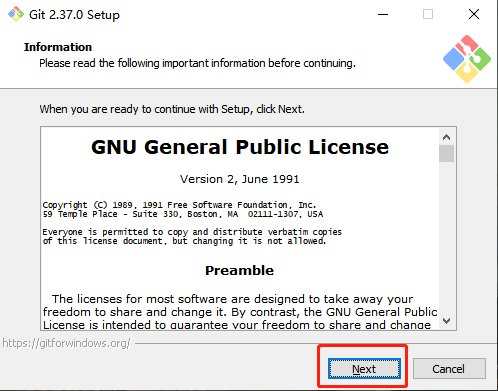 Git 2.37.0 Setup
Information
Please read the following important information before continuing.
When you are ready to continue with Setup, click Next.
GNU General Public License
Version 2, June 1991
Copyright (C) 1989, 1991 Free Software Foundation, Inc.
59 Temple Place - Suite 330, Boston, MA  02111-1307, USA
Everyone is permitted to copy and distribute verbatim copies
of this license document, but changing it is not allowed.
Preamble
The licenses for most software are designed to take away your
freedom to share and change it. By contrast, the GNU General Public
License is intended to guarantee your freedom to share and change
https://gitforwindows.org/
Next
Cancel